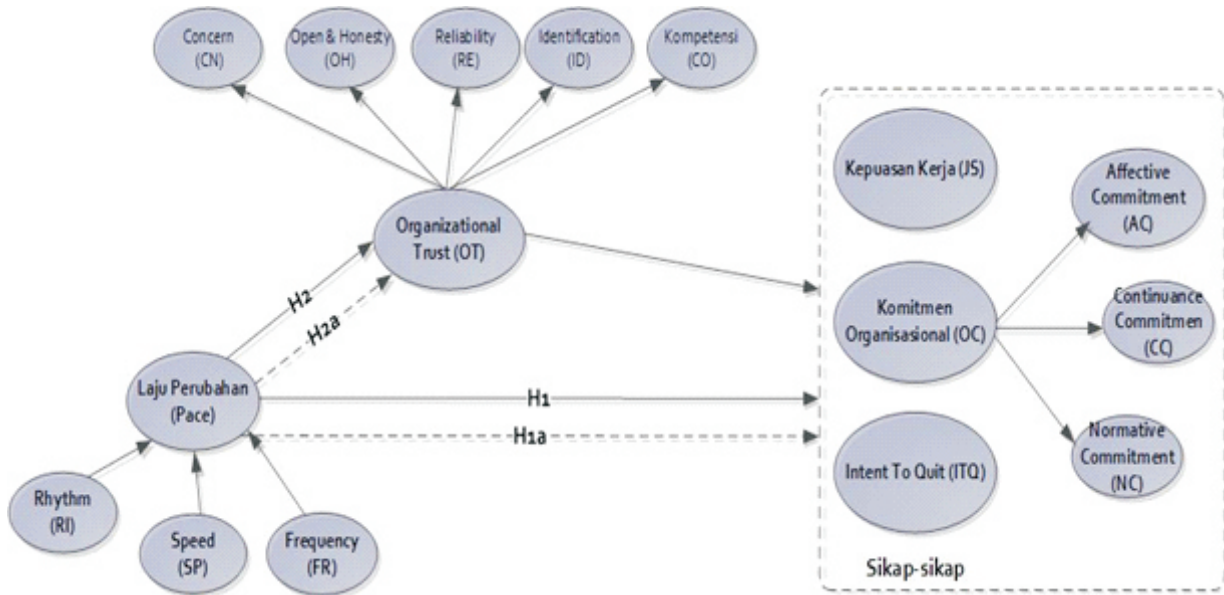 Concern
(CN)
Open & Honesty
(OH)
Reliability
(RE)
Identification
(ID)
Kompetensi
(CO)
Organizational
Trust (OT)
Kepuasan Kerja (JS)
Affective
Commitment
(AC)
Komitmen
Organisasional (OC)
Continuance
Commitmen
(CC)
Intent To Quit (ITQ)
Normative
Commitment
(NC)
Sikap-sikap
H2
H2a
Laju Perubahan
(Pace)
H1
H1a
Rhythm
(RI)
Speed
(SP)
Frequency
(FR)